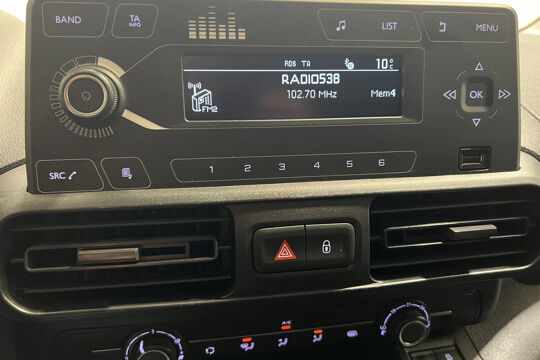 BAND
TA
INFO
LIST
MENU
RDS TA
10°
RADIO538
102.70 MHz
Mem4
FM2
OK
SRC
1 2 3 4 5 6
A/C